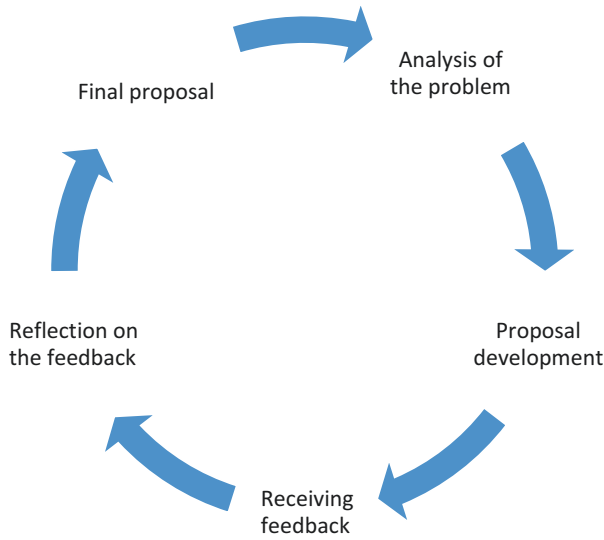 Analysis of
the problem
Proposal
development
Receiving
feedback
Reflection on
the feedback
Final proposal